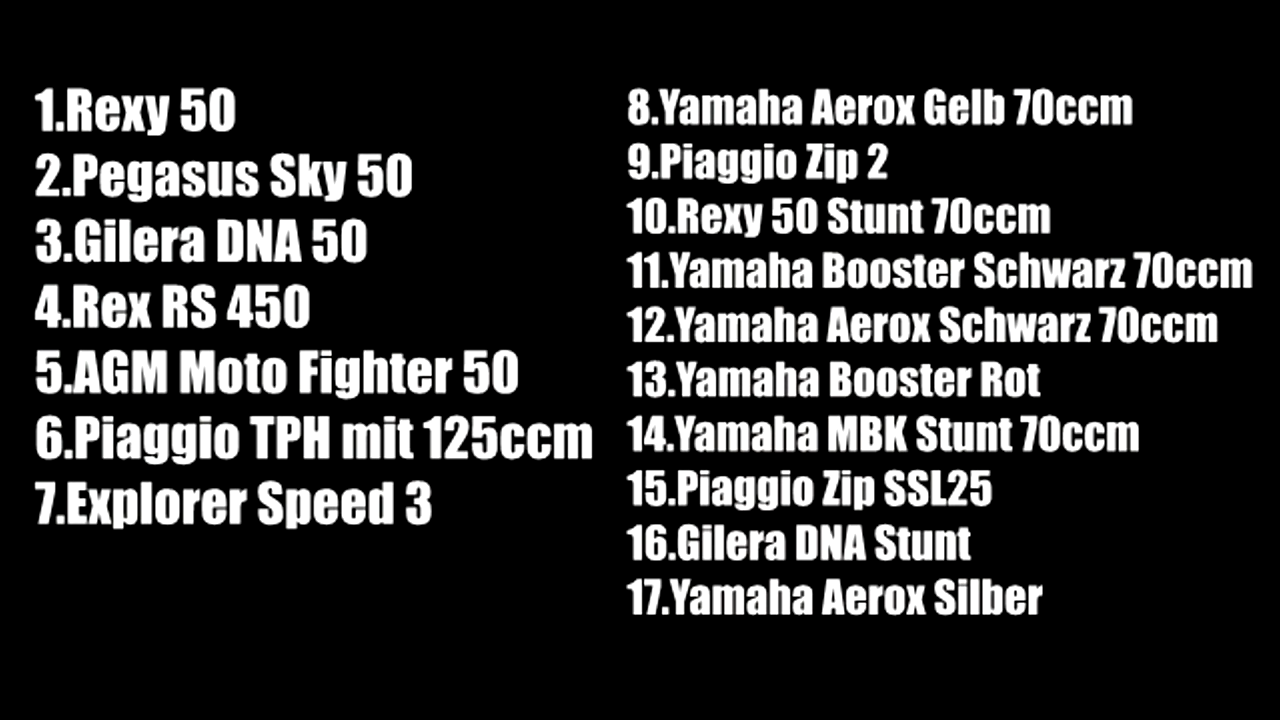 1.Rexy 50
2.Pegasus Sky 50
3.Gilera DNA 50
4.Rex RS 450
5.AGM Moto Fighter 50
6.Piaggio TPH mit 125ccm
7.Explorer Speed 3
8.Yamaha Aerox Gelb 70ccm
9.Piaggio Zip 2
10.Rexy 50 Stunt 70ccm
11.Yamaha Booster Schwarz 70ccm
12.Yamaha Aerox Schwarz 70ccm
13.Yamaha Booster Rot
14.Yamaha MBK Stunt 70ccm
15.Piaggio Zip SSL25
16.Gilera DNA Stunt
17.Yamaha Aerox Silber